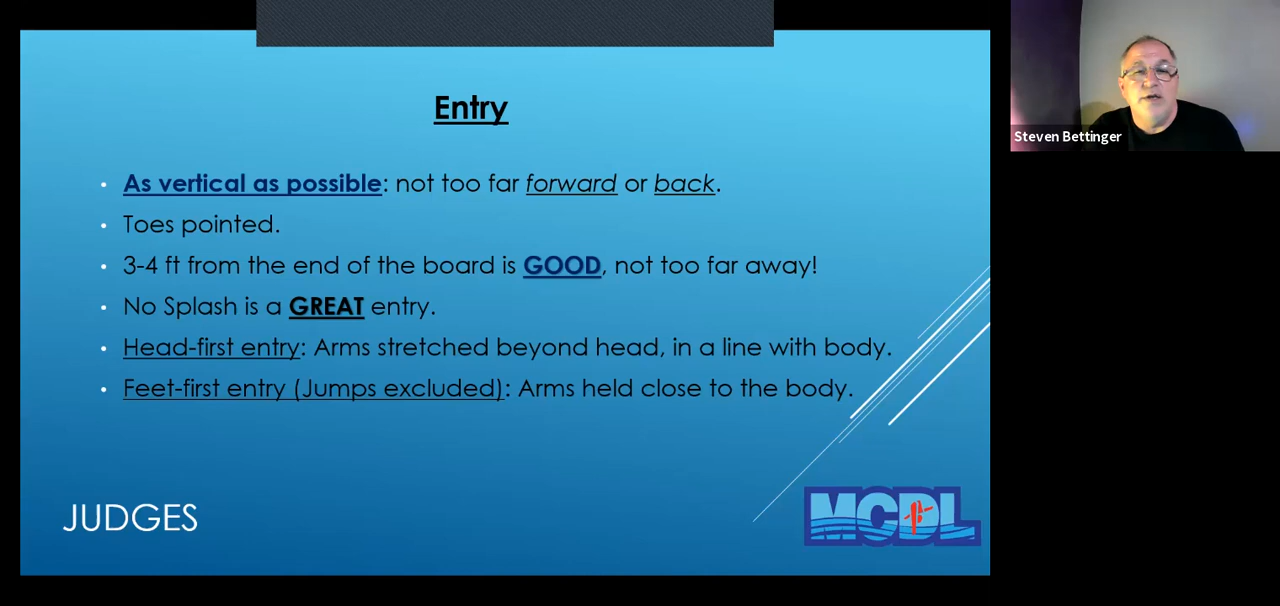 Entry
As vertical as possible: not too far forward or back.
Toes pointed.
3-4 ft from the end of the board is GOOD, not too far away!
No Splash is a GREAT entry.
Head-first entry: Arms stretched beyond head, in a line with body.
Feet-first entry (Jumps excluded): Arms held close to the body.
JUDGES
MCDL
Steven Bettinger